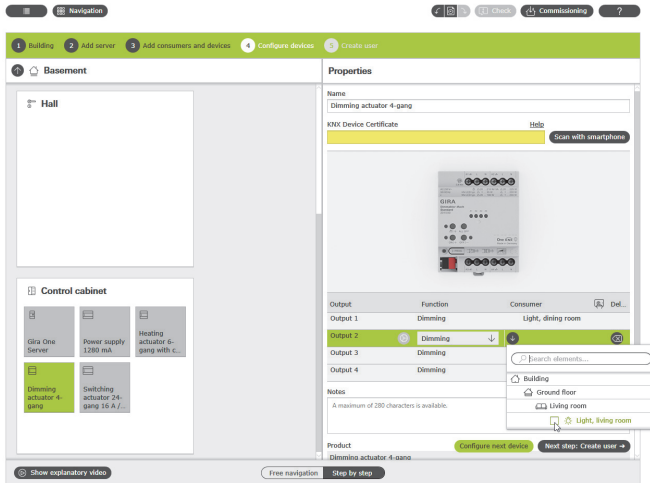 Navigation
Check
Commissioning
?
1 Building
2 Add server
3 Add consumers and devices
4 Configure devices
5 Create user
Basement
Properties
Hall
Name
Dimming actuator 4-gang
KNX Device Certificate
Help
Scan with smartphone
GIRA
Control cabinet
Gira One
Server
Power supply
1280 mA
Heating
actuator 6-
gang with c...
Dimming
actuator 4-
gang
Switching
actuator 24-
gang 16 A /...
Output Function Consumer Del...
Output 1 Dimming Light, dining room
Output 2 Dimming
Output 3 Dimming
Output 4 Dimming
Search elements...
Building
Ground floor
Living room
Light, living room
Notes
A maximum of 280 characters is available.
Product
Configure next device
Next step: Create user →
Dimming actuator 4-gang
Show explanatory video
Free navigation
Step by step